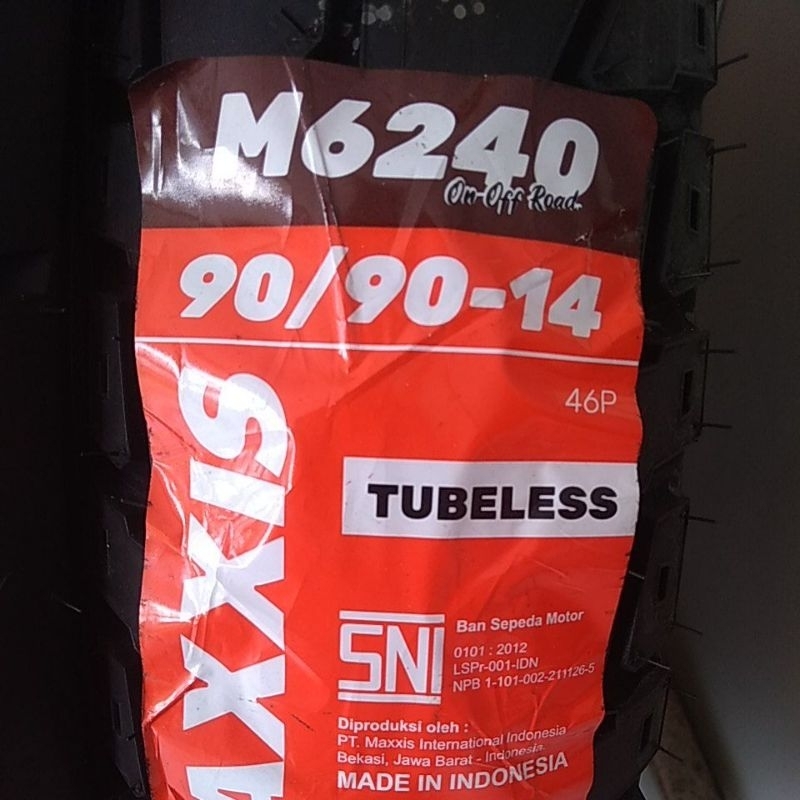 M6240
On-Off Road
90/90-14
46P
TUBELESS
AXXIS
SNI
Ban Sepeda Motor
0101 : 2012
LSPr-001-IDN
NPB 1-101-002-211126-5
Diproduksi oleh :
PT. Maxxis International Indonesia
Bekasi, Jawa Barat - Indonesia.
MADE IN INDONESIA